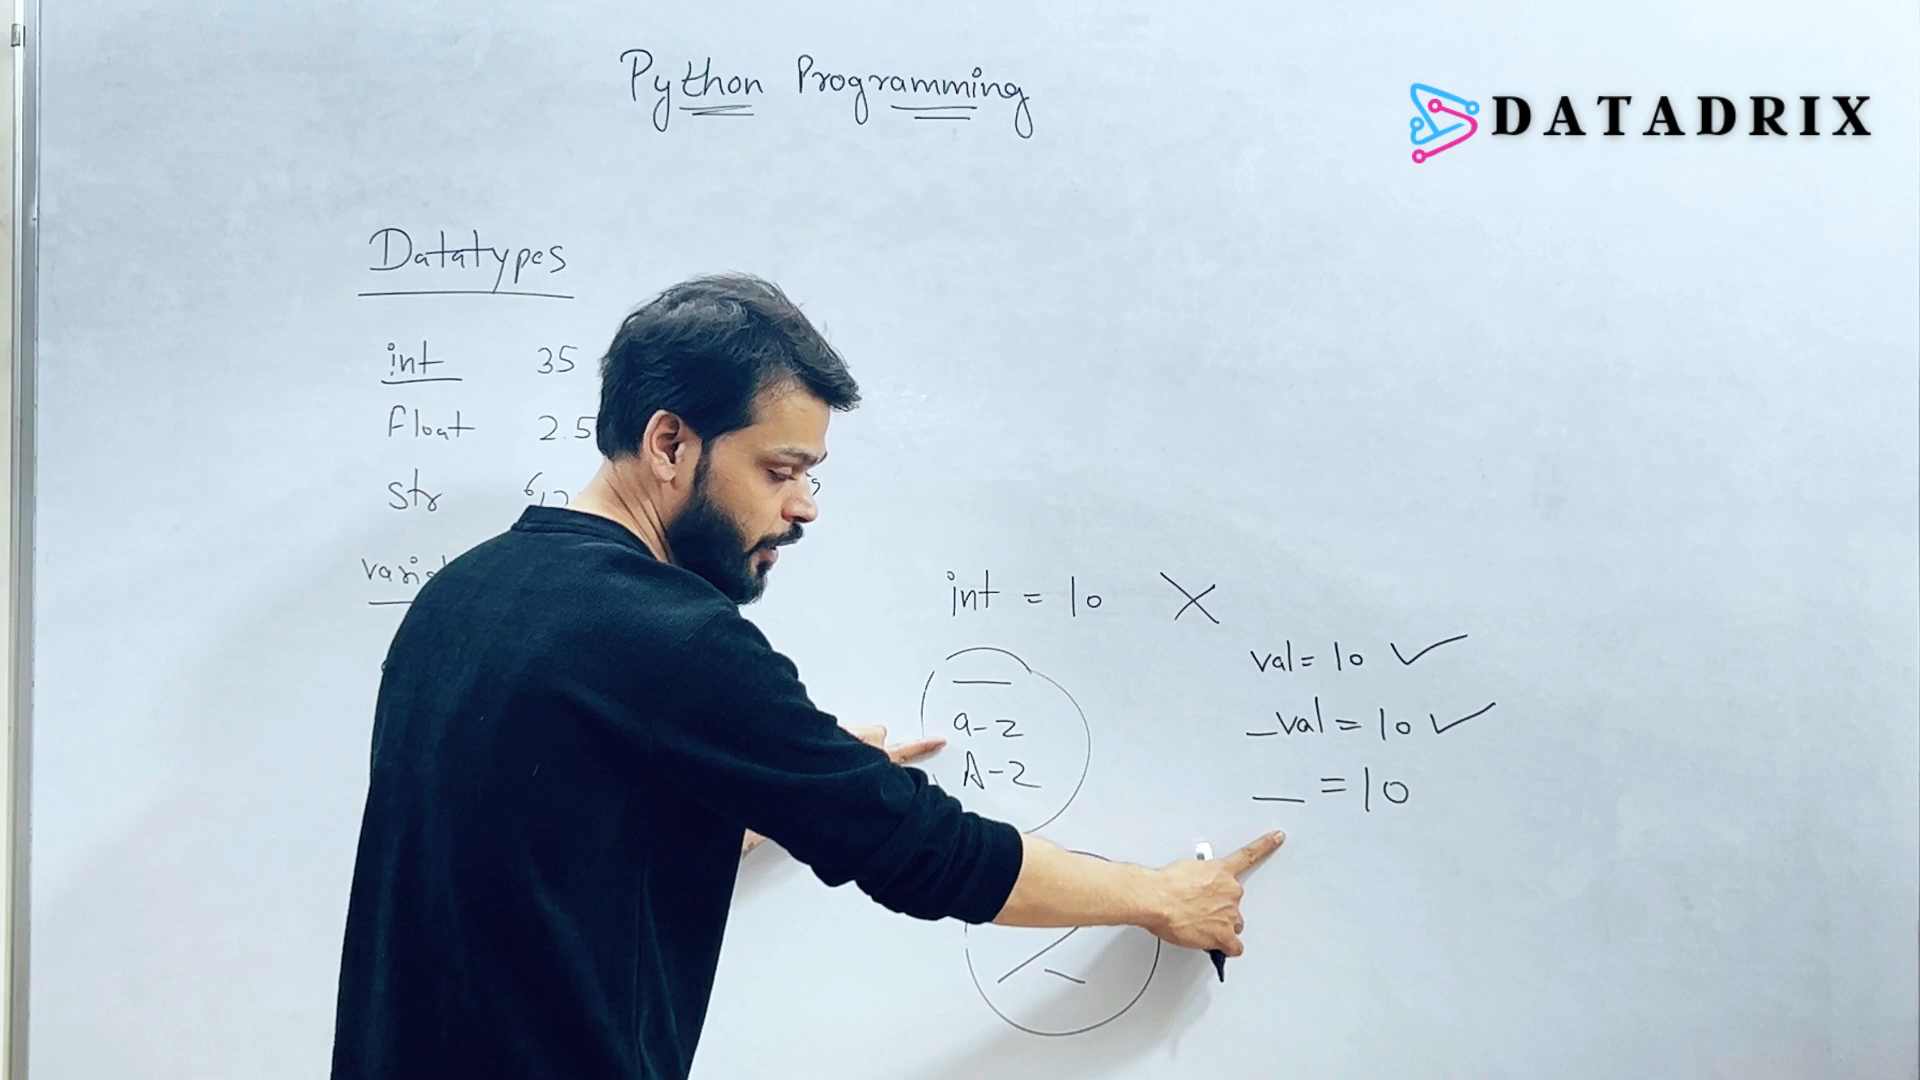 Python Programming
DATADRIX
Datatypes
int 35
float 2.5
str
int = 10 X
_
a-z
A-Z
val = 10 ✓
_val = 10 ✓
_ = 10